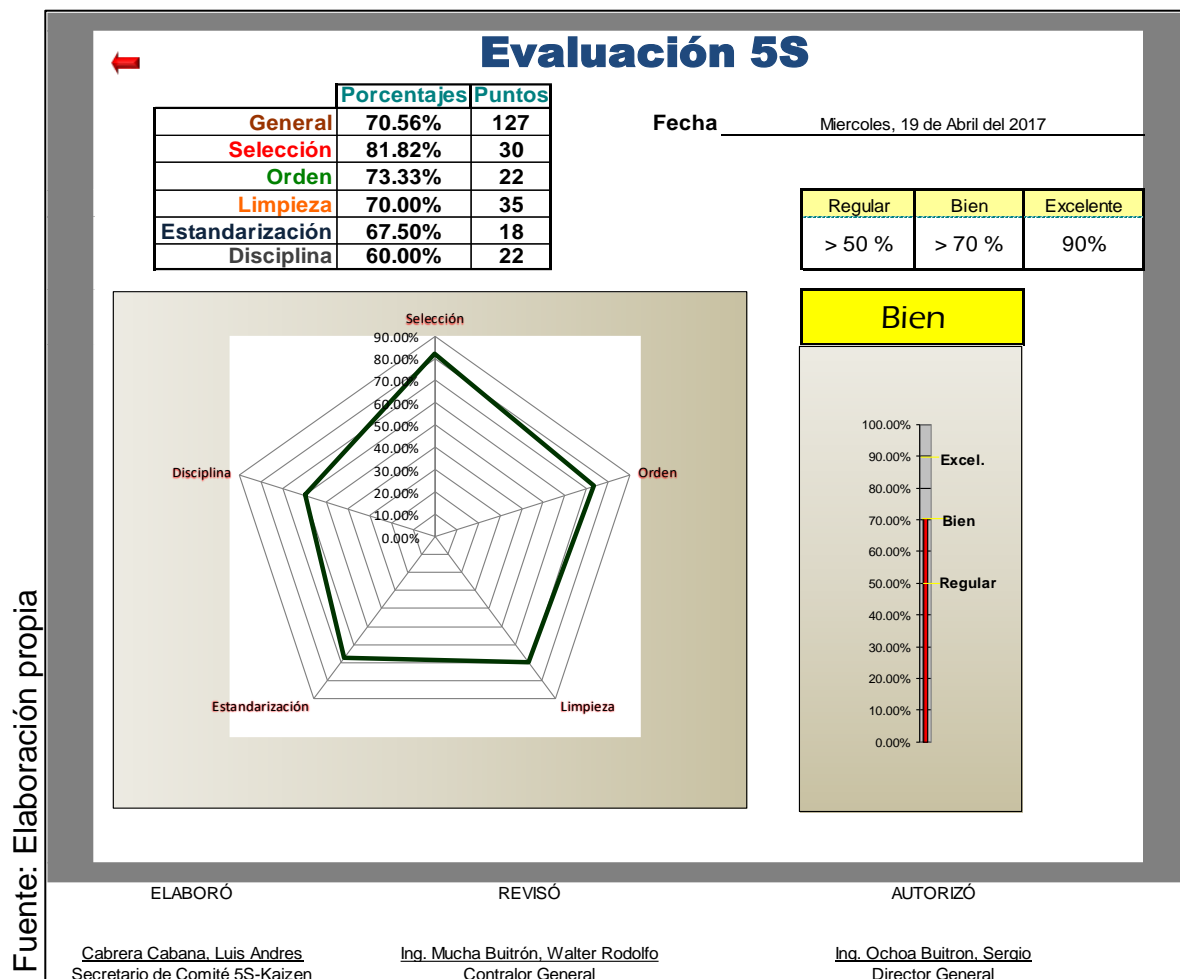 Evaluación 5S
Porcentajes Puntos
General 70.56% 127
Selección 81.82% 30
Orden 73.33% 22
Limpieza 70.00% 35
Estandarización 67.50% 18
Disciplina 60.00% 22
Fecha Miercoles, 19 de Abril del 2017
Regular Bien Excelente
> 50 % > 70 % 90%
Bien
Selección
90.00%
80.00%
70.00%
60.00%
50.00%
40.00%
30.00%
20.00%
10.00%
0.00%
Disciplina
Orden
Estandarización
Limpieza
100.00%
90.00% Excel.
80.00%
70.00% Bien
60.00%
50.00% Regular
40.00%
30.00%
20.00%
10.00%
0.00%
Fuente: Elaboración propia
ELABORÓ REVISÓ AUTORIZÓ
Cabrera Cabana, Luis Andres Ing. Mucha Buitrón, Walter Rodolfo Ing. Ochoa Buitron, Sergio
Secretario de Comité 5S-Kaizen Contralor General Director General